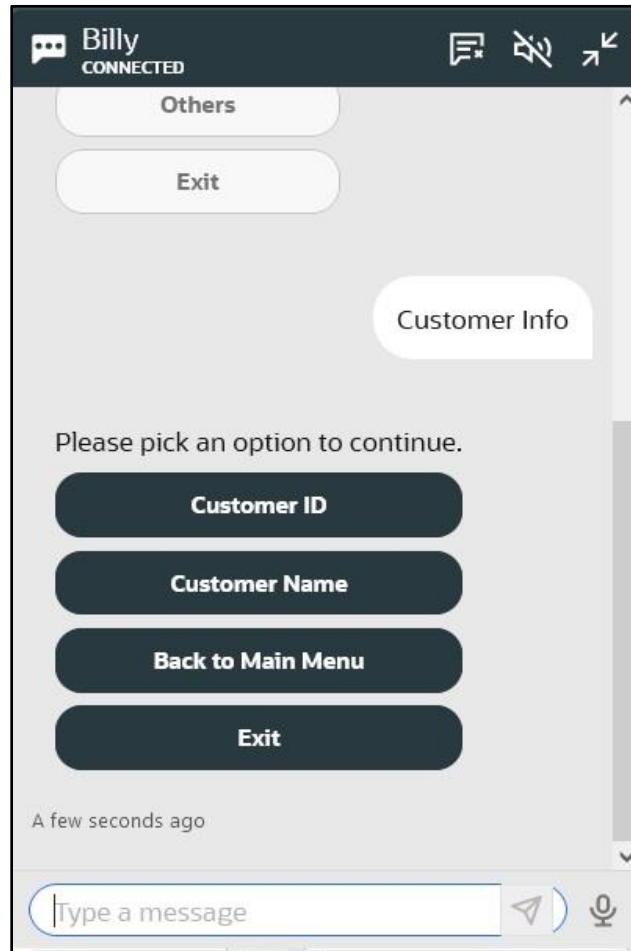 Billy
CONNECTED
Others
Exit
Customer Info
Please pick an option to continue.
Customer ID
Customer Name
Back to Main Menu
Exit
A few seconds ago
Type a message